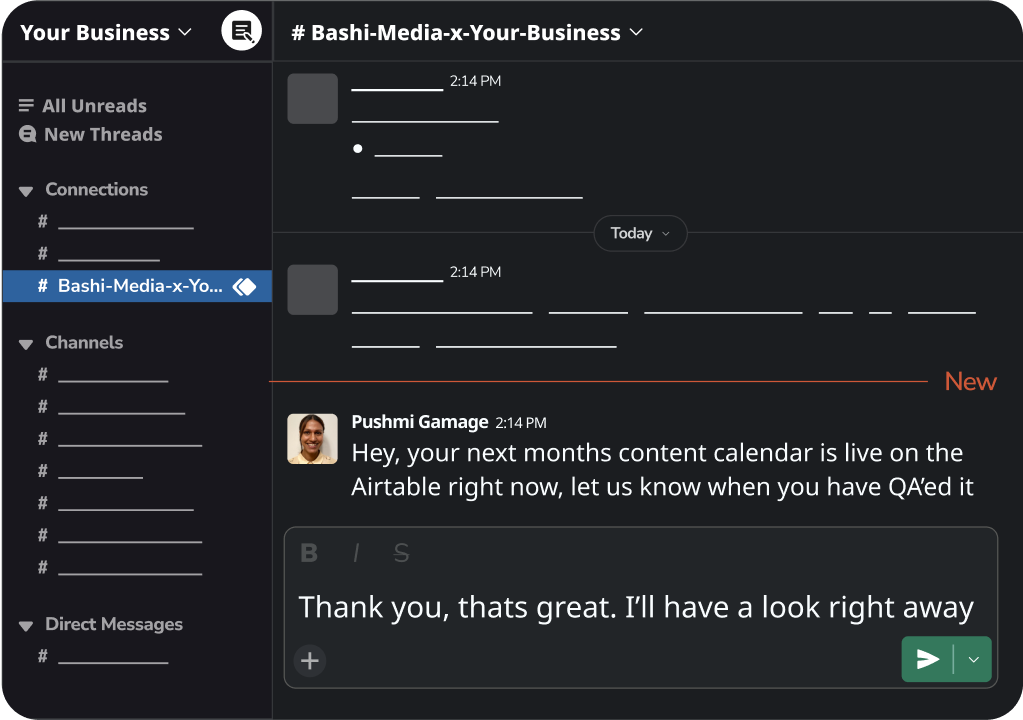 Your Business
# Bashi-Media-x-Your-Business
All Unreads
New Threads
Connections
#
#
# Bashi-Media-x-Yo...
Channels
#
#
#
#
#
#
#
Direct Messages
#
2:14 PM
Today
2:14 PM
New
Pushmi Gamage 2:14 PM
Hey, your next months content calendar is live on the
Airtable right now, let us know when you have QA’ed it
B I S
Thank you, thats great. I’ll have a look right away